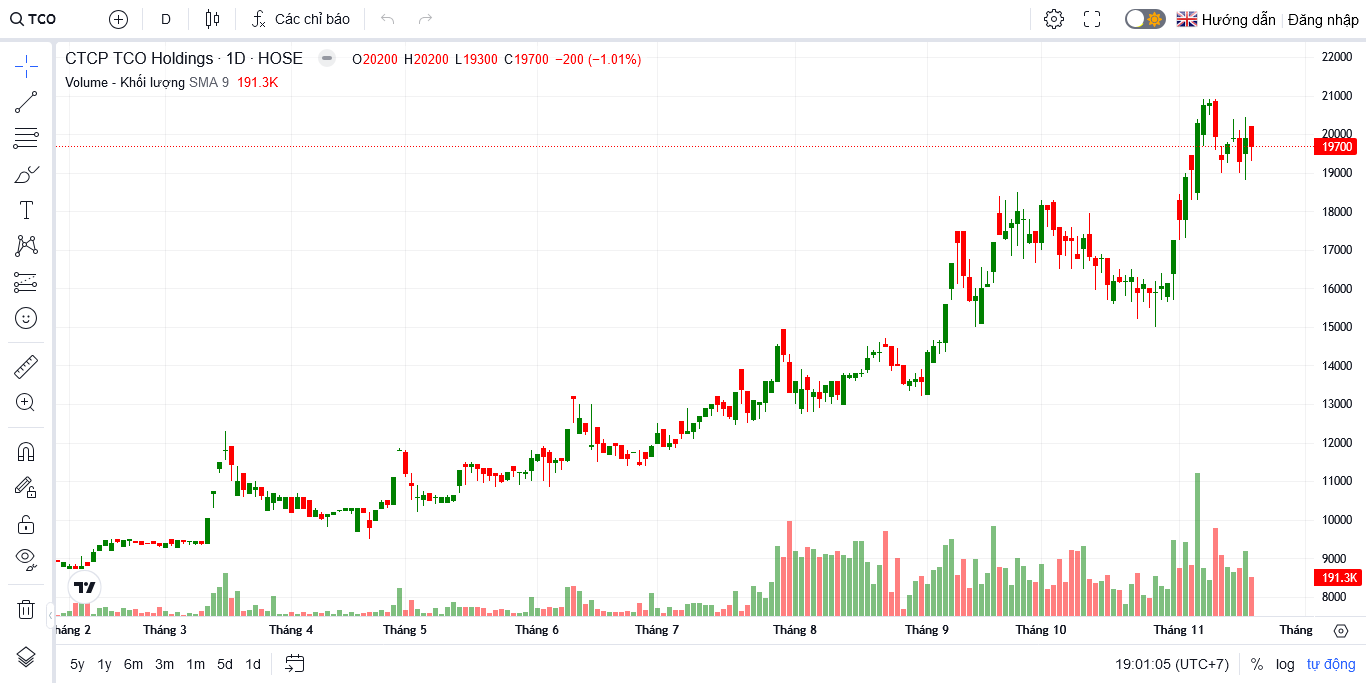 TCO D Các chỉ báo Hướng dẫn Đăng nhập
CTCP TCO Holdings · 1D · HOSE O20200 H20200 L19300 C19700 −200 (−1.01%)
Volume - Khối lượng SMA 9 191.3K
22000
21000
20000
19700
19000
18000
17000
16000
15000
14000
13000
12000
11000
10000
9000
191.3K
8000
háng 2 Tháng 3 Tháng 4 Tháng 5 Tháng 6 Tháng 7 Tháng 8 Tháng 9 Tháng 10 Tháng 11 Tháng
5y 1y 6m 3m 1m 5d 1d 19:01:05 (UTC+7) % log tự động